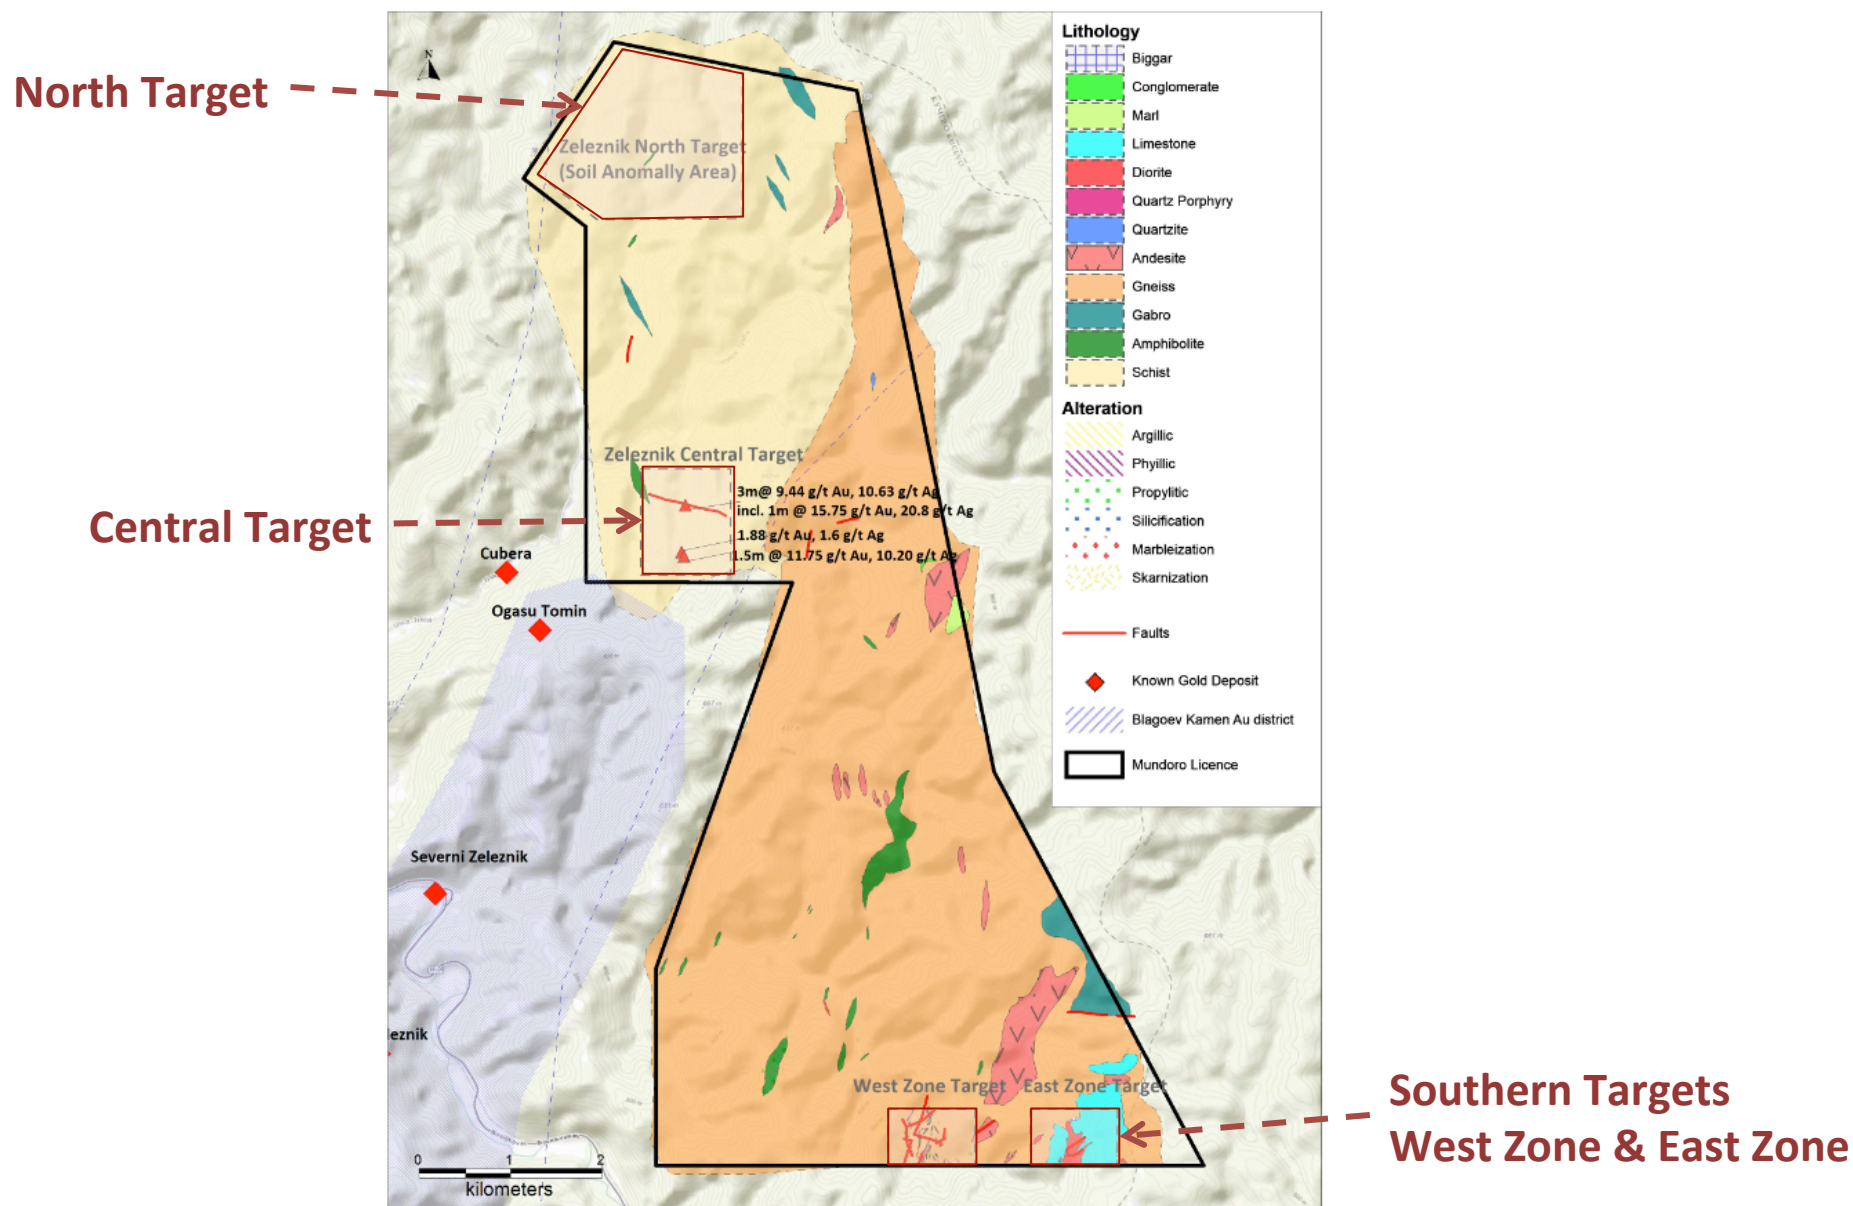 North Target
Central Target
Southern Targets
West Zone & East Zone
N
Zeleznik North Target
(Soil Anomally Area)
Zeleznik Central Target
3m@ 9.44 g/t Au, 10.63 g/t Ag
incl. 1m @ 15.75 g/t Au, 20.8 g/t Ag
1.88 g/t Au, 1.6 g/t Ag
1.5m @ 11.75 g/t Au, 10.20 g/t Ag
Cubera
Ogasu Tomin
Severni Zeleznik
leznik
West Zone Target
East Zone Target
0 1 2
kilometers
Lithology
Biggar
Conglomerate
Marl
Limestone
Diorite
Quartz Porphyry
Quartzite
Andesite
Gneiss
Gabro
Amphibolite
Schist
Alteration
Argillic
Phyillic
Propylitic
Silicification
Marbleization
Skarnization
Faults
Known Gold Deposit
Blagoev Kamen Au district
Mundoro Licence